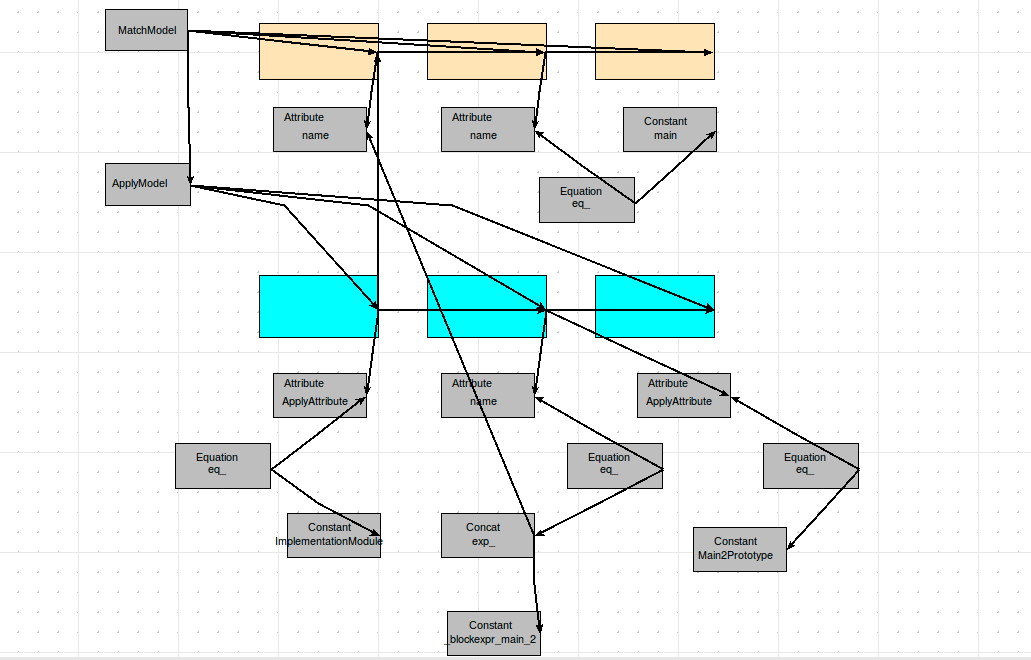 MatchModel
Attribute
name
Attribute
name
Constant
main
ApplyModel
Equation
eq_
Attribute
ApplyAttribute
Attribute
name
Attribute
ApplyAttribute
Equation
eq_
Equation
eq_
Equation
eq_
Constant
ImplementationModule
Concat
exp_
Constant
Main2Prototype
Constant
_blockexpr_main_2